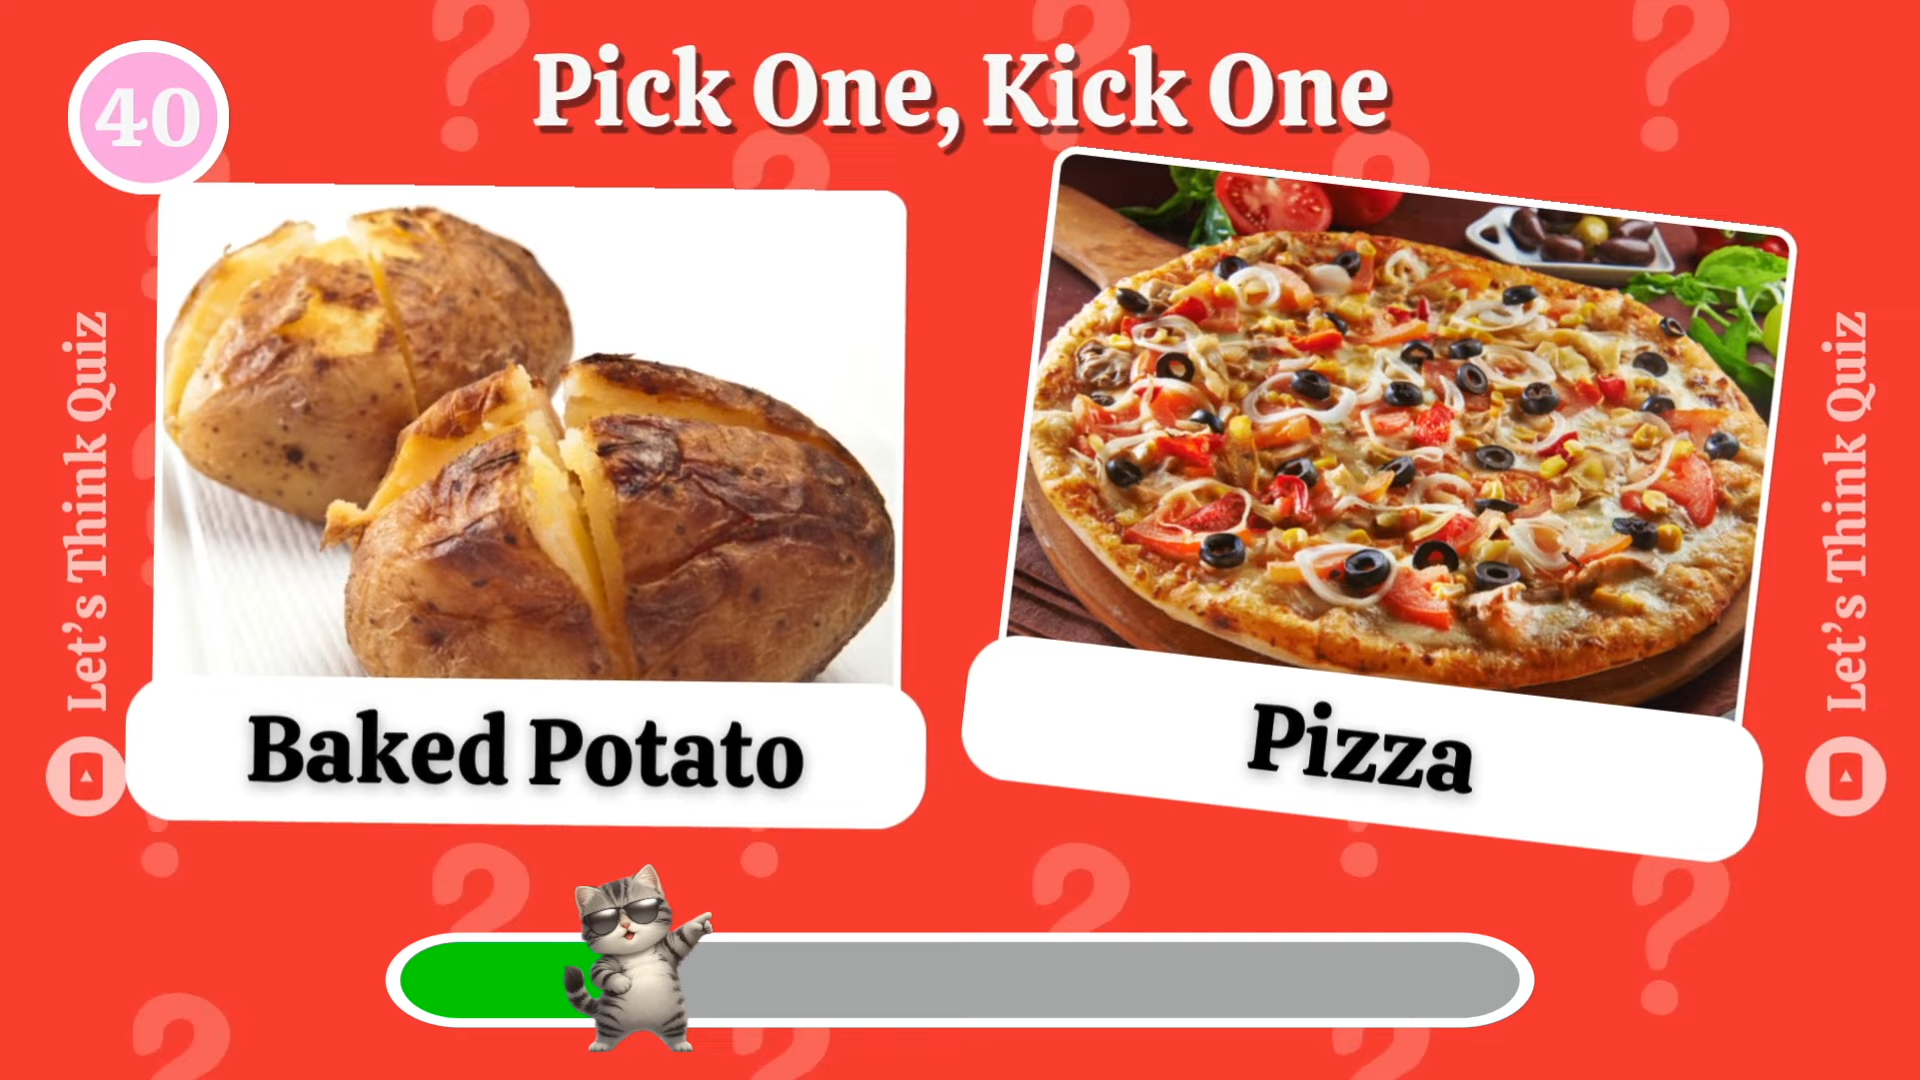 40
Pick One, Kick One
Let's Think Quiz
Baked Potato
Pizza
Let's Think Quiz